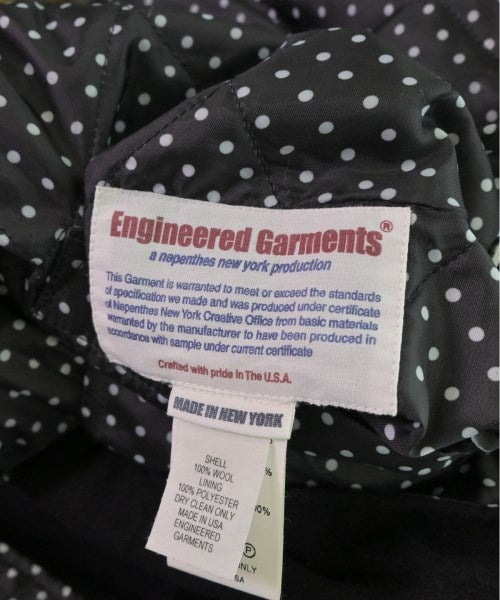 Engineered Garments®
a nepenthes new york production
This Garment is warranted to meet or exceed the standards
of specification we made and was produced under certificate
of Nepenthes New York Creative Office from basic materials
warranted by the manufacturer to have been produced in
accordance with sample under current certificate
Crafted with pride in The U.S.A.
MADE IN NEW YORK
SHELL
100% WOOL
LINING
100% POLYESTER
DRY CLEAN ONLY
MADE IN USA
ENGINEERED
GARMENTS
%
0%
P
ONLY
SA